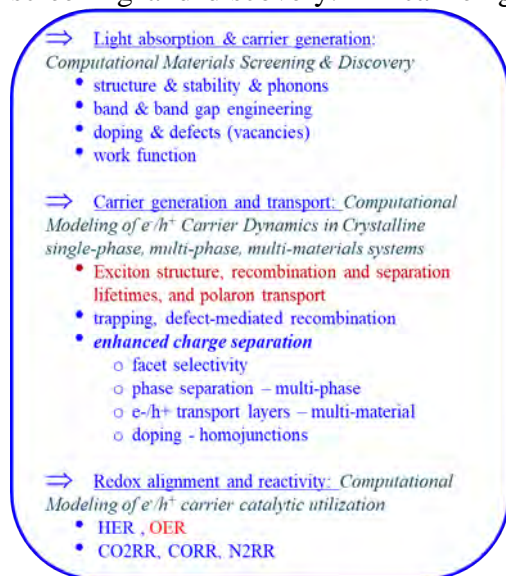 ⇒ Light absorption & carrier generation:
Computational Materials Screening & Discovery
• structure & stability & phonons
• band & band gap engineering
• doping & defects (vacancies)
• work function
⇒ Carrier generation and transport: Computational
Modeling of e-/h+ Carrier Dynamics in Crystalline
single-phase, multi-phase, multi-materials systems
• Exciton structure, recombination and separation
lifetimes, and polaron transport
• trapping, defect-mediated recombination
• enhanced charge separation
o facet selectivity
o phase separation – multi-phase
o e-/h+ transport layers – multi-material
o doping - homojunctions
⇒ Redox alignment and reactivity: Computational
Modeling of e-/h+ carrier catalytic utilization
• HER , OER
• CO2RR, CORR, N2RR